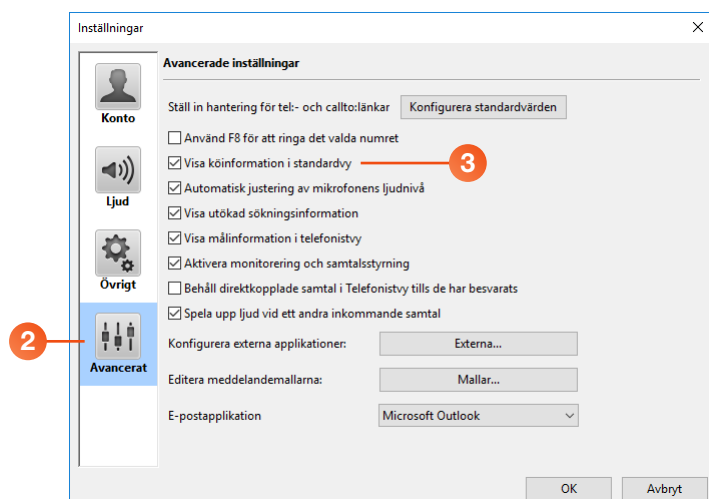 Inställningar
Konto
Ljud
Övrigt
2
Avancerat
Avancerade inställningar
Ställ in hantering för tel:- och callto:länkar Konfigurera standardvärden
Använd F8 för att ringa det valda numret
Visa köinformation i standardvy 3
Automatisk justering av mikrofonens ljudnivå
Visa utökad sökningsinformation
Visa målinformation i telefonistvy
Aktivera monitorering och samtalsstyrning
Behåll direktkopplade samtal i Telefonistvy tills de har besvarats
Spela upp ljud vid ett andra inkommande samtal
Konfigurera externa applikationer: Externa...
Editera meddelandemallarna: Mallar...
E-postapplikation Microsoft Outlook
OK Avbryt